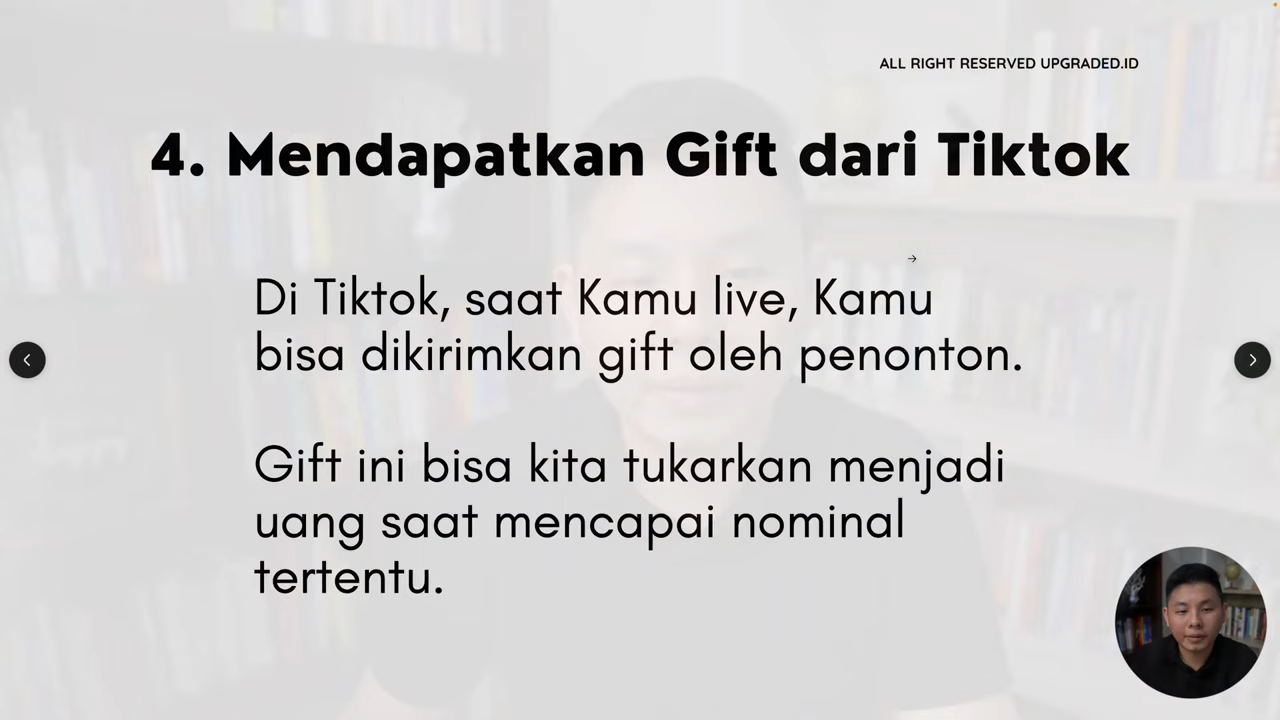 ALL RIGHT RESERVED UPGRADED.ID
4. Mendapatkan Gift dari Tiktok
Di Tiktok, saat Kamu live, Kamu
bisa dikirimkan gift oleh penonton.
Gift ini bisa kita tukarkan menjadi
uang saat mencapai nominal
tertentu.